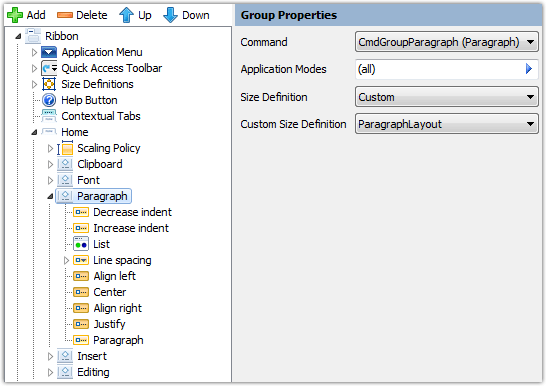 Add Delete Up Down
Ribbon
Application Menu
Quick Access Toolbar
Size Definitions
Help Button
Contextual Tabs
Home
Scaling Policy
Clipboard
Font
Paragraph
Decrease indent
Increase indent
List
Line spacing
Align left
Center
Align right
Justify
Paragraph
Insert
Editing
Group Properties
Command CmdGroupParagraph (Paragraph)
Application Modes (all)
Size Definition Custom
Custom Size Definition ParagraphLayout